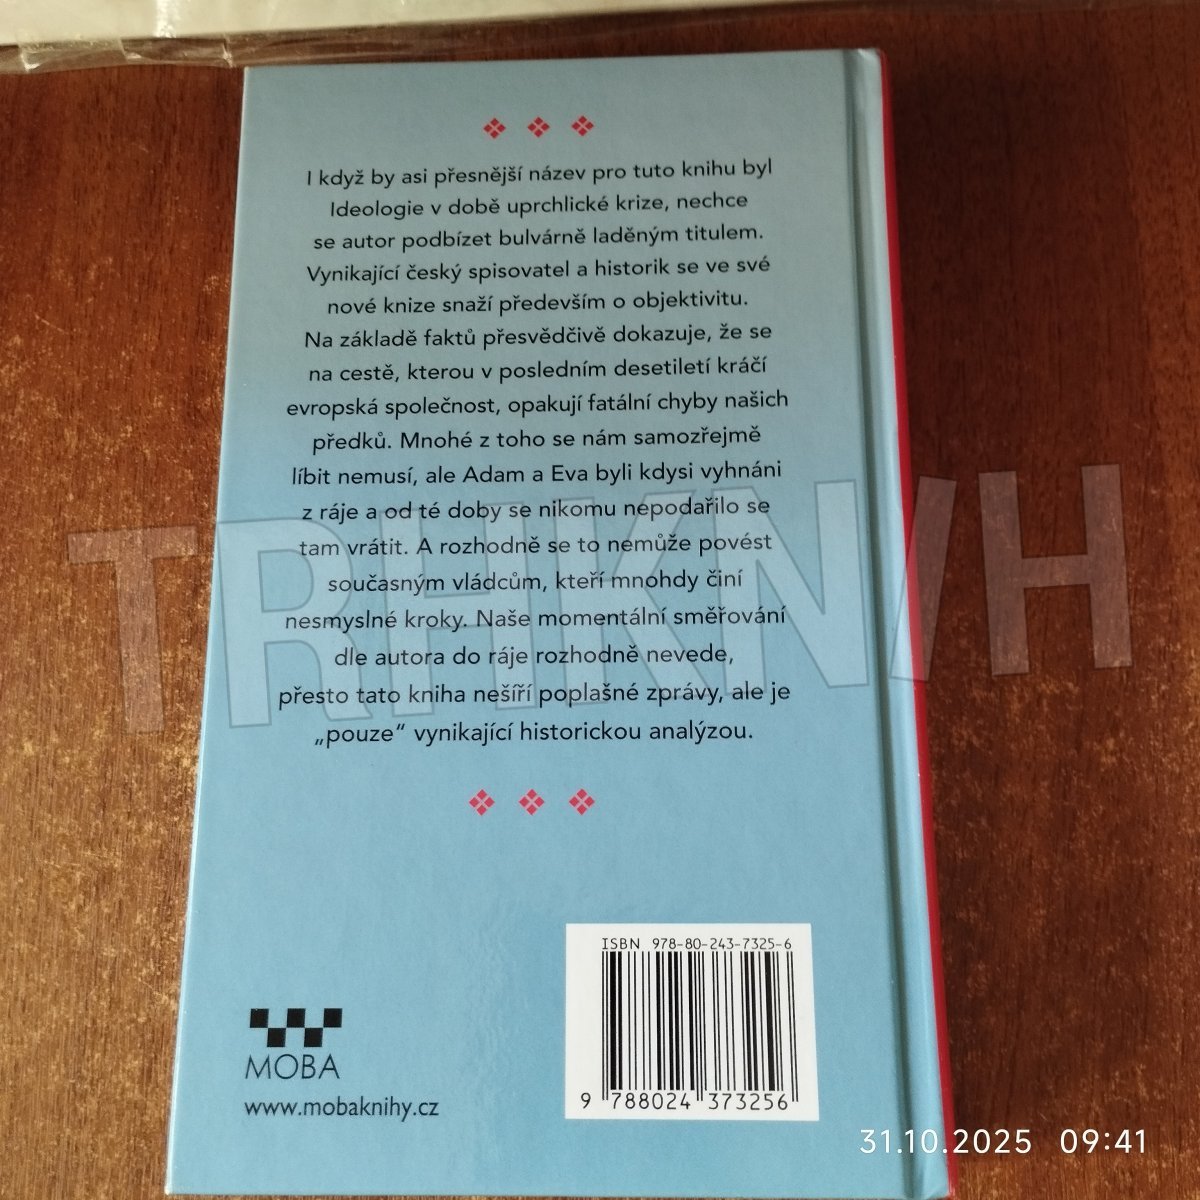 I když by asi přesnější název pro tuto knihu byl
Ideologie v době uprchlické krize, nechce
se autor podbízet bulvárně laděným titulem.
Vynikající český spisovatel a historik se ve své
nové knize snaží především o objektivitu.
Na základě faktů přesvědčivě dokazuje, že se
na cestě, kterou v posledním desetiletí kráčí
evropská společnost, opakují fatální chyby našich
předků. Mnohé z toho se nám samozřejmě
líbit nemusí, ale Adam a Eva byli kdysi vyhnáni
z ráje a od té doby se nikomu nepodařilo se
tam vrátit. A rozhodně se to nemůže povést
současným vládcům, kteří mnohdy činí
nesmyslné kroky. Naše momentální směřování
dle autora do ráje rozhodně nevede,
přesto tato kniha nešíří poplašné zprávy, ale je
„pouze“ vynikající historickou analýzou.
TRHKNIH
ISBN 978-80-243-7325-6
9 788024 373256
MOBA
www.mobaknihy.cz
31.10.2025 09:41